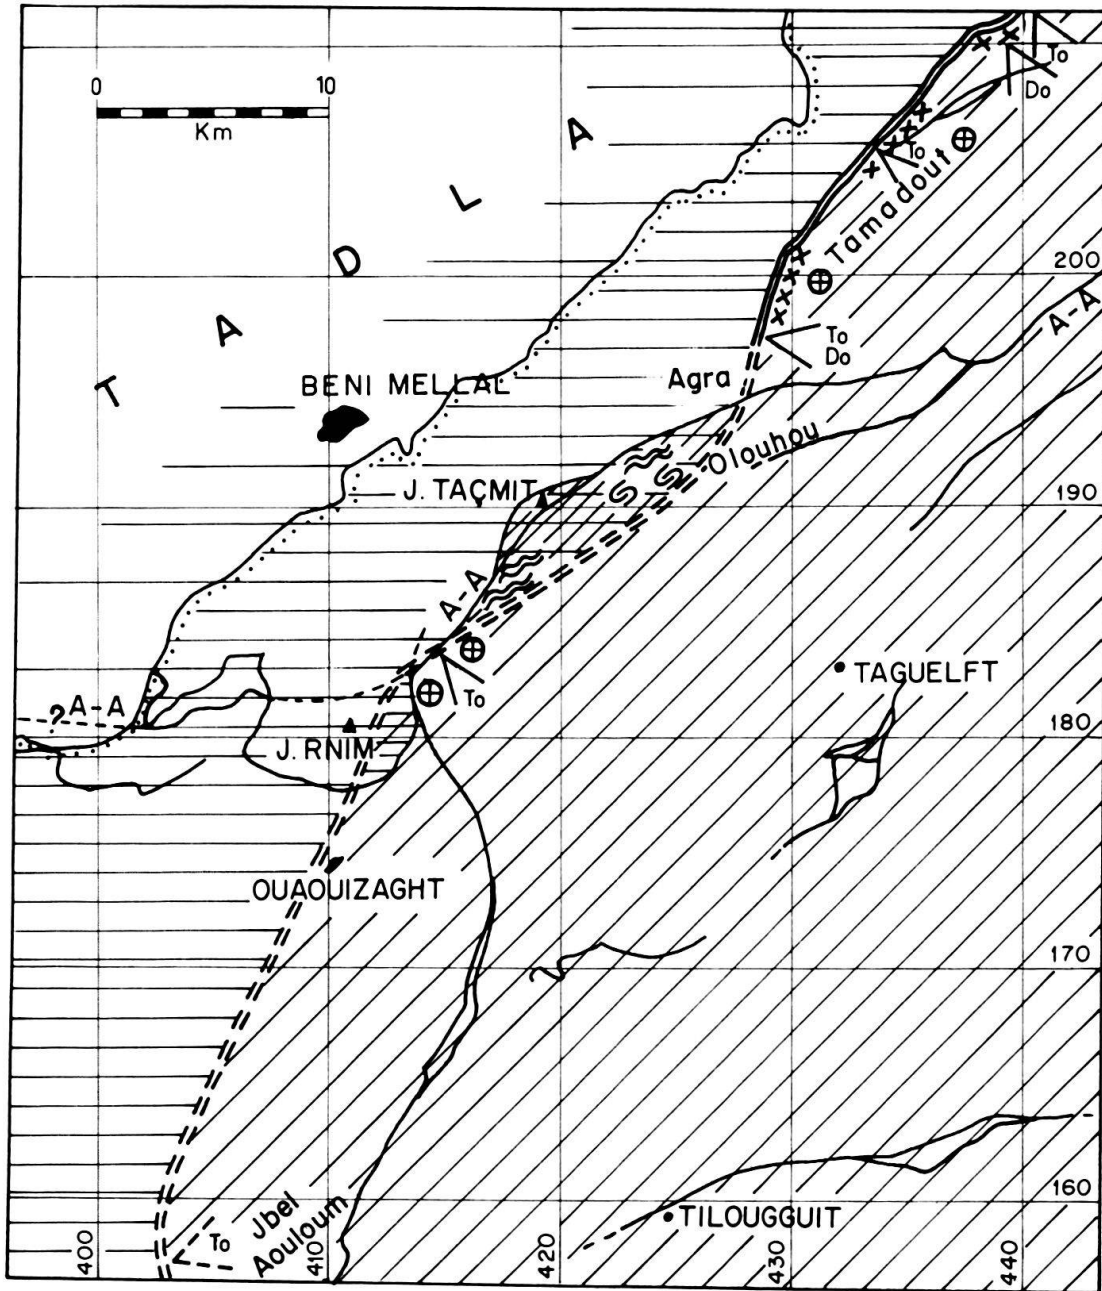 0 10
Km
TADLA
To
Do
To
Tamadout
200
A-A
To
Do
Agra
BENI MELLAL
Olouhou
J. TAÇMIT
190
A-A
To
TAGUELFT
? A-A
J. RNIM
180
OUAOUIZAGHT
170
160
To
Jbel
Aouloum
TILOUGGUIT
400 410 420 430 440